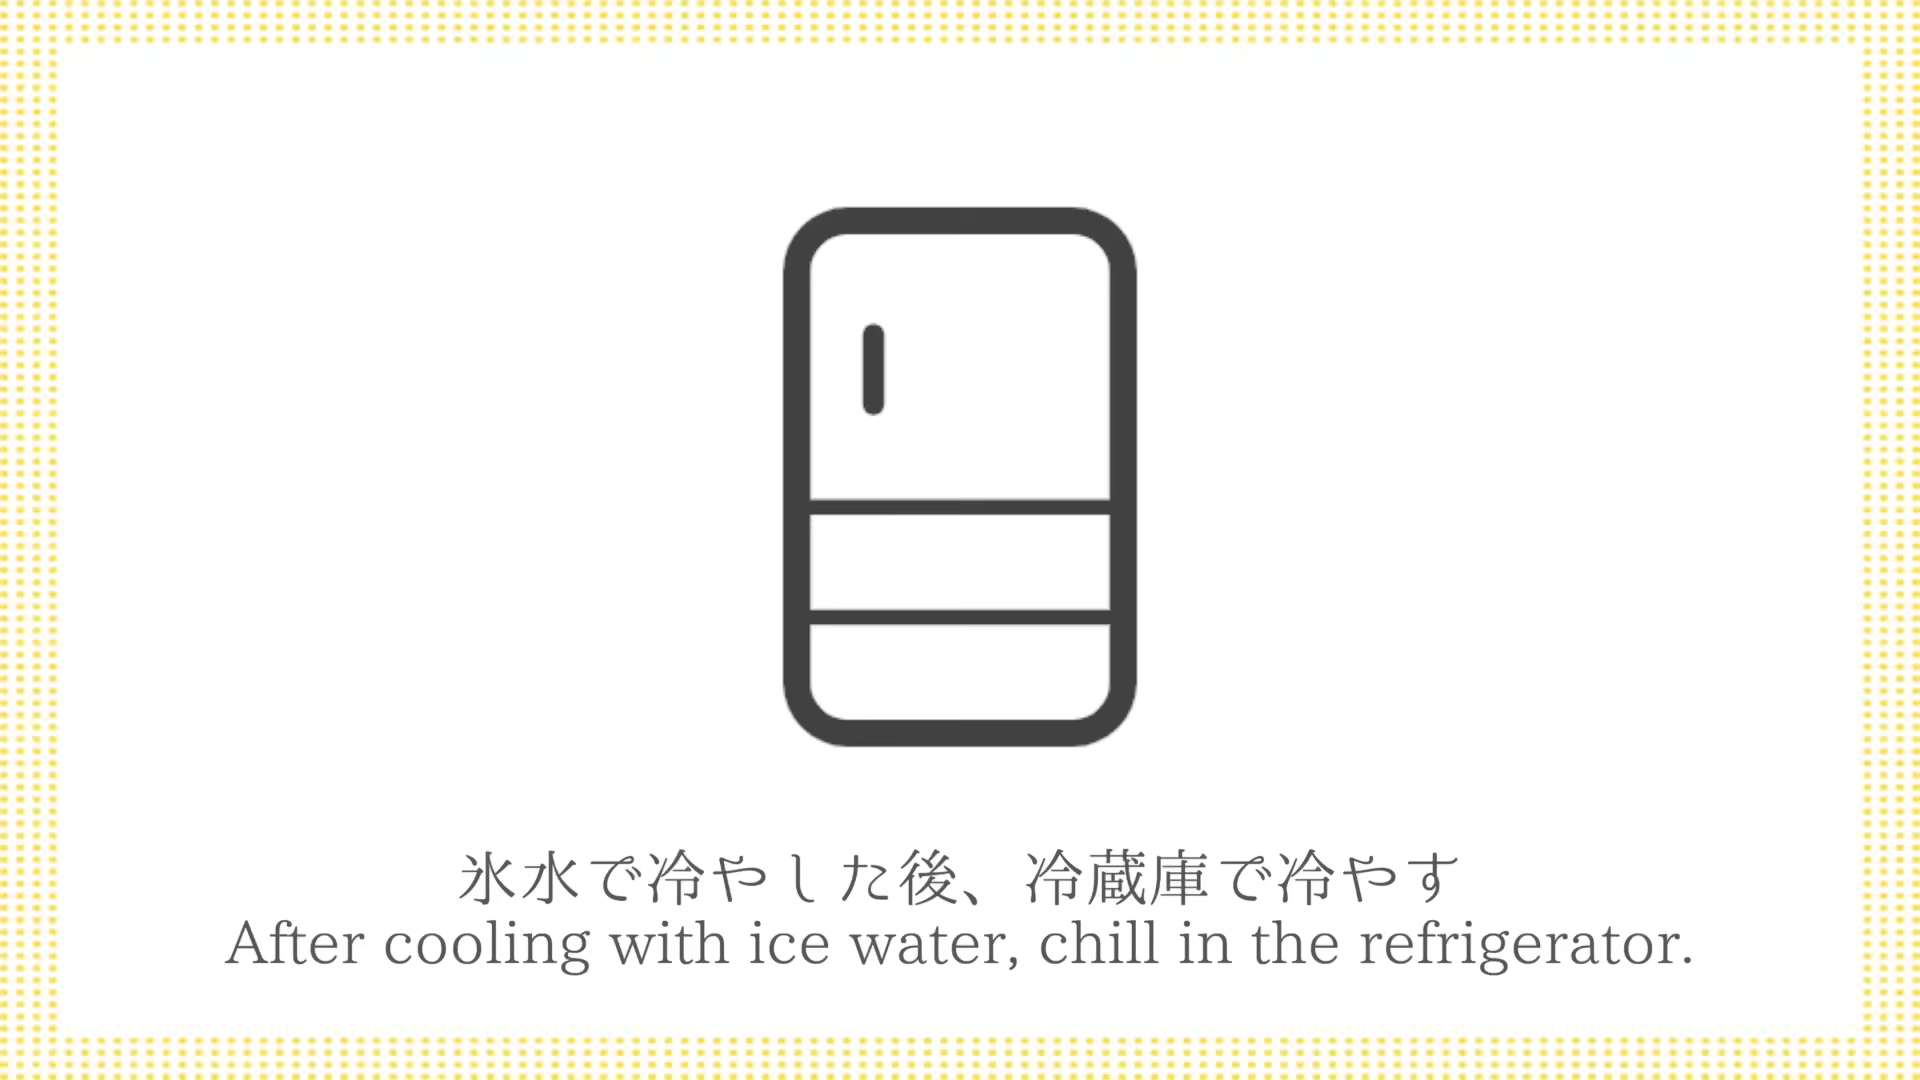 氷水で冷やした後、冷蔵庫で冷やす
After cooling with ice water, chill in the refrigerator.